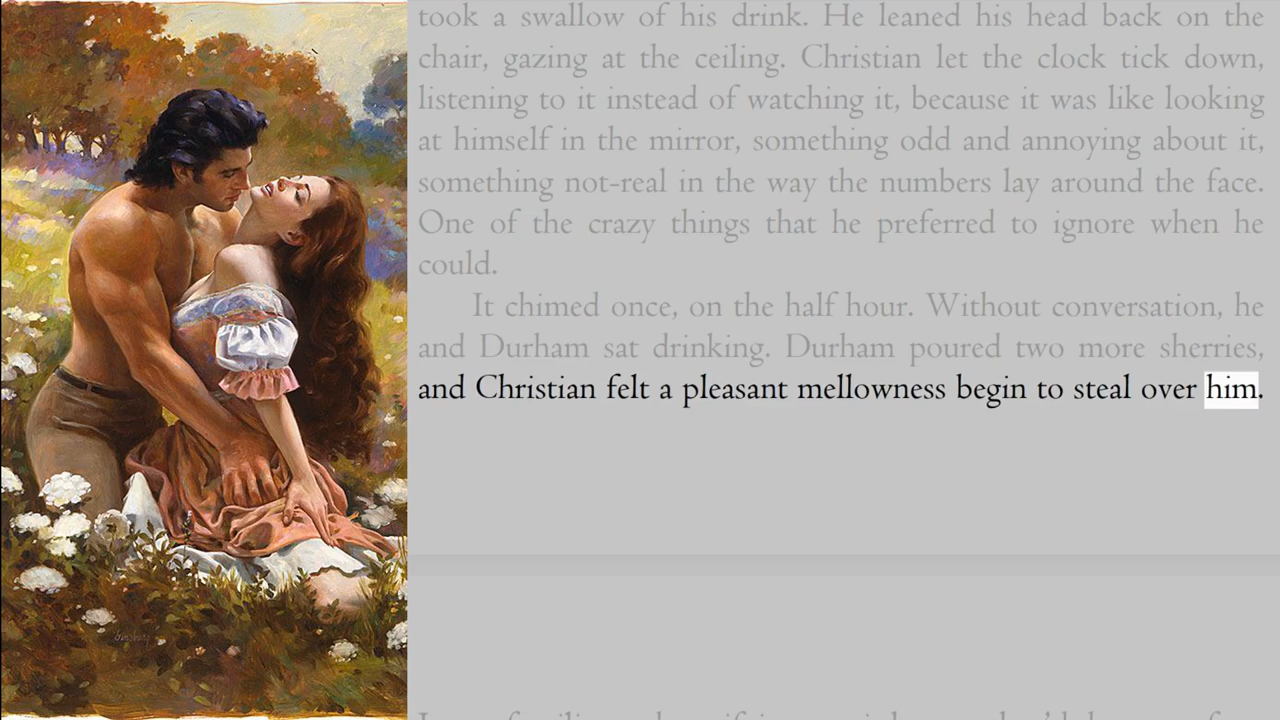 took a swallow of his drink. He leaned his head back on the
chair, gazing at the ceiling. Christian let the clock tick down,
listening to it instead of watching it, because it was like looking
at himself in the mirror, something odd and annoying about it,
something not-real in the way the numbers lay around the face.
One of the crazy things that he preferred to ignore when he
could.
It chimed once, on the half hour. Without conversation, he
and Durham sat drinking. Durham poured two more sherries,
and Christian felt a pleasant mellowness begin to steal over him.